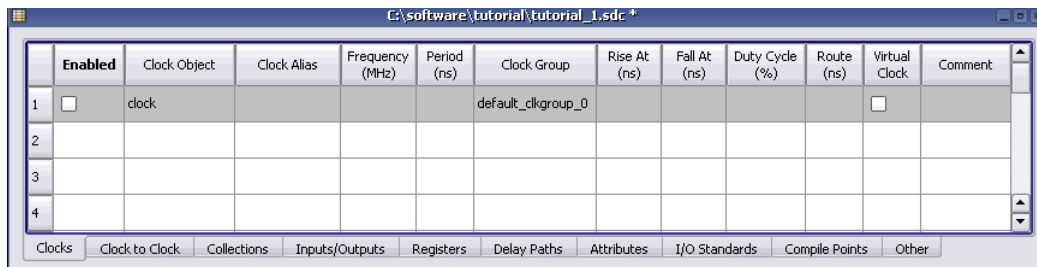 C:\software\tutorial\tutorial_1.sdc *
Enabled Clock Object Clock Alias Frequency (MHz) Period (ns) Clock Group Rise At (ns) Fall At (ns) Duty Cycle (%) Route (ns) Virtual Clock Comment
1 clock default_clkgroup_0
2
3
4
Clocks Clock to Clock Collections Inputs/Outputs Registers Delay Paths Attributes I/O Standards Compile Points Other